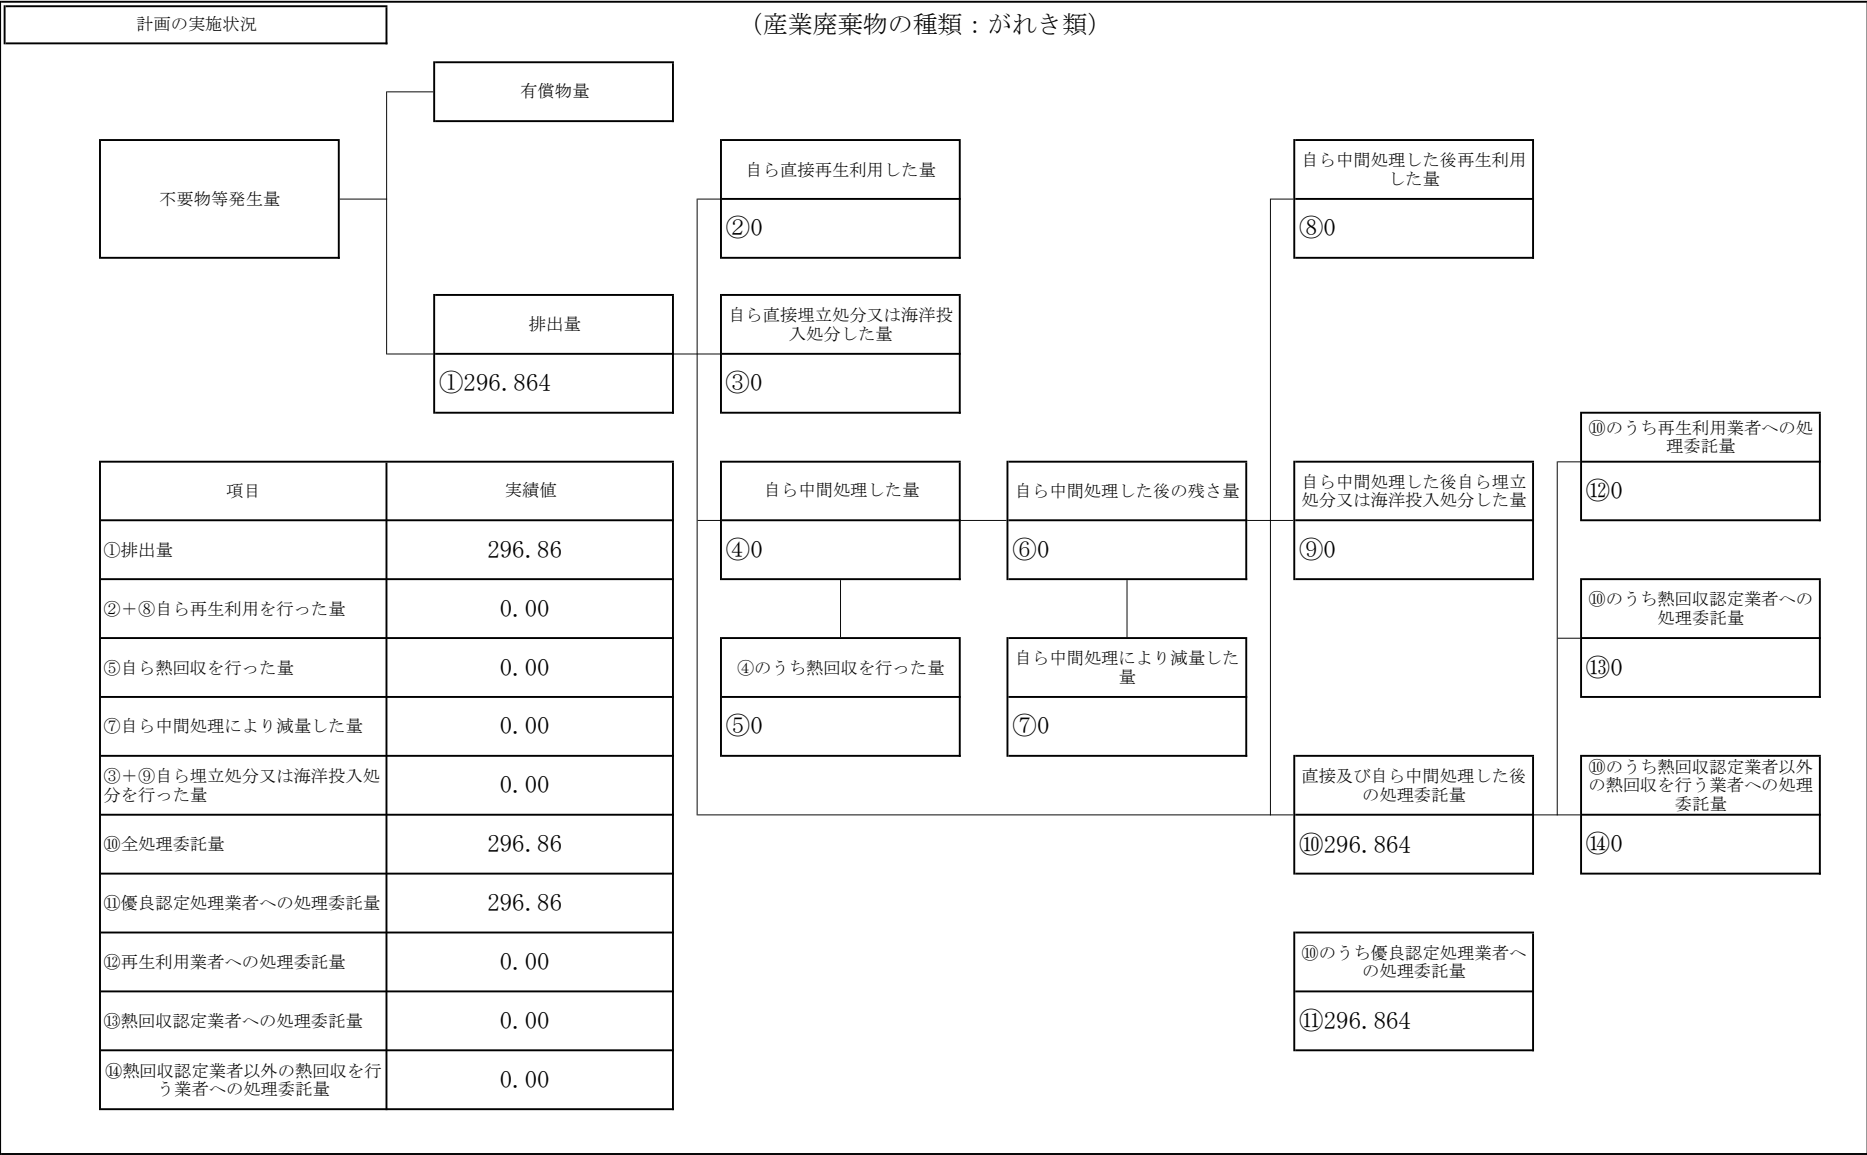 計画の実施状況
（産業廃棄物の種類：がれき類）
有償物量
不要物等発生量
自ら直接再生利用した量
②0
自ら中間処理した後再生利用
した量
⑧0
排出量
①296.864
自ら直接埋立処分又は海洋投
入処分した量
③0
⑩のうち再生利用業者への処
理委託量
⑫0
自ら中間処理した量
④0
自ら中間処理した後の残さ量
⑥0
自ら中間処理した後自ら埋立
処分又は海洋投入処分した量
⑨0
⑩のうち熱回収認定業者への
処理委託量
⑬0
④のうち熱回収を行った量
⑤0
自ら中間処理により減量した
量
⑦0
直接及び自ら中間処理した後
の処理委託量
⑩296.864
⑩のうち熱回収認定業者以外
の熱回収を行う業者への処理
委託量
⑭0
⑩のうち優良認定処理業者へ
の処理委託量
⑪296.864
項目 実績値
①排出量 296.86
②＋⑧自ら再生利用を行った量 0.00
⑤自ら熱回収を行った量 0.00
⑦自ら中間処理により減量した量 0.00
③＋⑨自ら埋立処分又は海洋投入処
分を行った量 0.00
⑩全処理委託量 296.86
⑪優良認定処理業者への処理委託量 296.86
⑫再生利用業者への処理委託量 0.00
⑬熱回収認定業者への処理委託量 0.00
⑭熱回収認定業者以外の熱回収を行
う業者への処理委託量 0.00